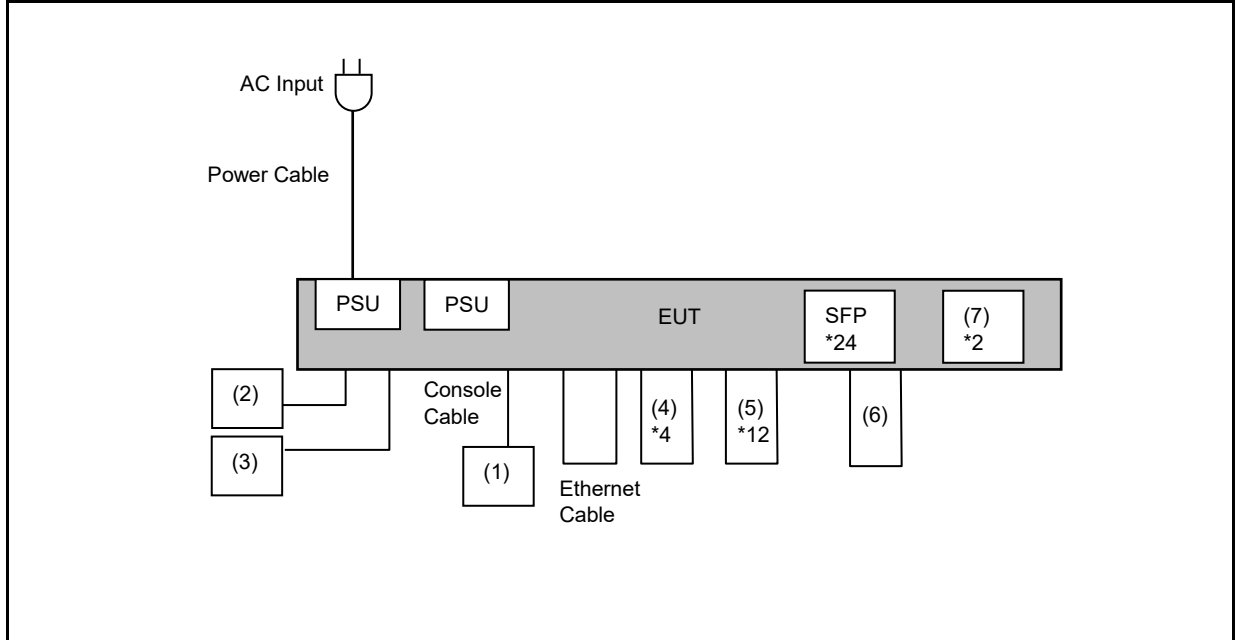 AC Input
Power Cable
PSU
PSU
EUT
SFP
*24
(7)
*2
(2)
(3)
Console
Cable
(1)
Ethernet
Cable
(4)
*4
(5)
*12
(6)